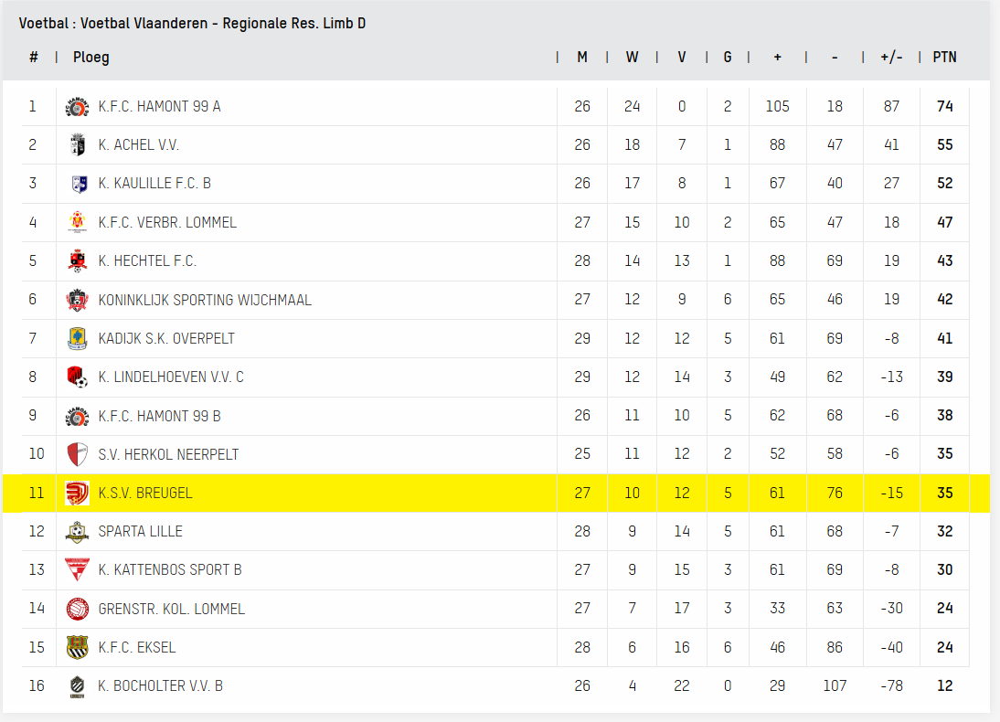 Voetbal : Voetbal Vlaanderen - Regionale Res. Limb D
# | Ploeg | M | W | V | G | + | - | +/- | PTN
1 K.F.C. HAMONT 99 A 26 24 0 2 105 18 87 74
2 K. ACHEL V.V. 26 18 7 1 88 47 41 55
3 K. KAULILLE F.C. B 26 17 8 1 67 40 27 52
4 K.F.C. VERBR. LOMMEL 27 15 10 2 65 47 18 47
5 K. HECHTEL F.C. 28 14 13 1 88 69 19 43
6 KONINKLIJK SPORTING WIJCHMAAL 27 12 9 6 65 46 19 42
7 KADIJK S.K. OVERPELT 29 12 12 5 61 69 -8 41
8 K. LINDELHOEVEN V.V. C 29 12 14 3 49 62 -13 39
9 K.F.C. HAMONT 99 B 26 11 10 5 62 68 -6 38
10 S.V. HERKOL NEERPELT 25 11 12 2 52 58 -6 35
11 K.S.V. BREUGEL 27 10 12 5 61 76 -15 35
12 SPARTA LILLE 28 9 14 5 61 68 -7 32
13 K. KATTENBOS SPORT B 27 9 15 3 61 69 -8 30
14 GRENSTR. KOL. LOMMEL 27 7 17 3 33 63 -30 24
15 K.F.C. EKSEL 28 6 16 6 46 86 -40 24
16 K. BOCHOLTER V.V. B 26 4 22 0 29 107 -78 12